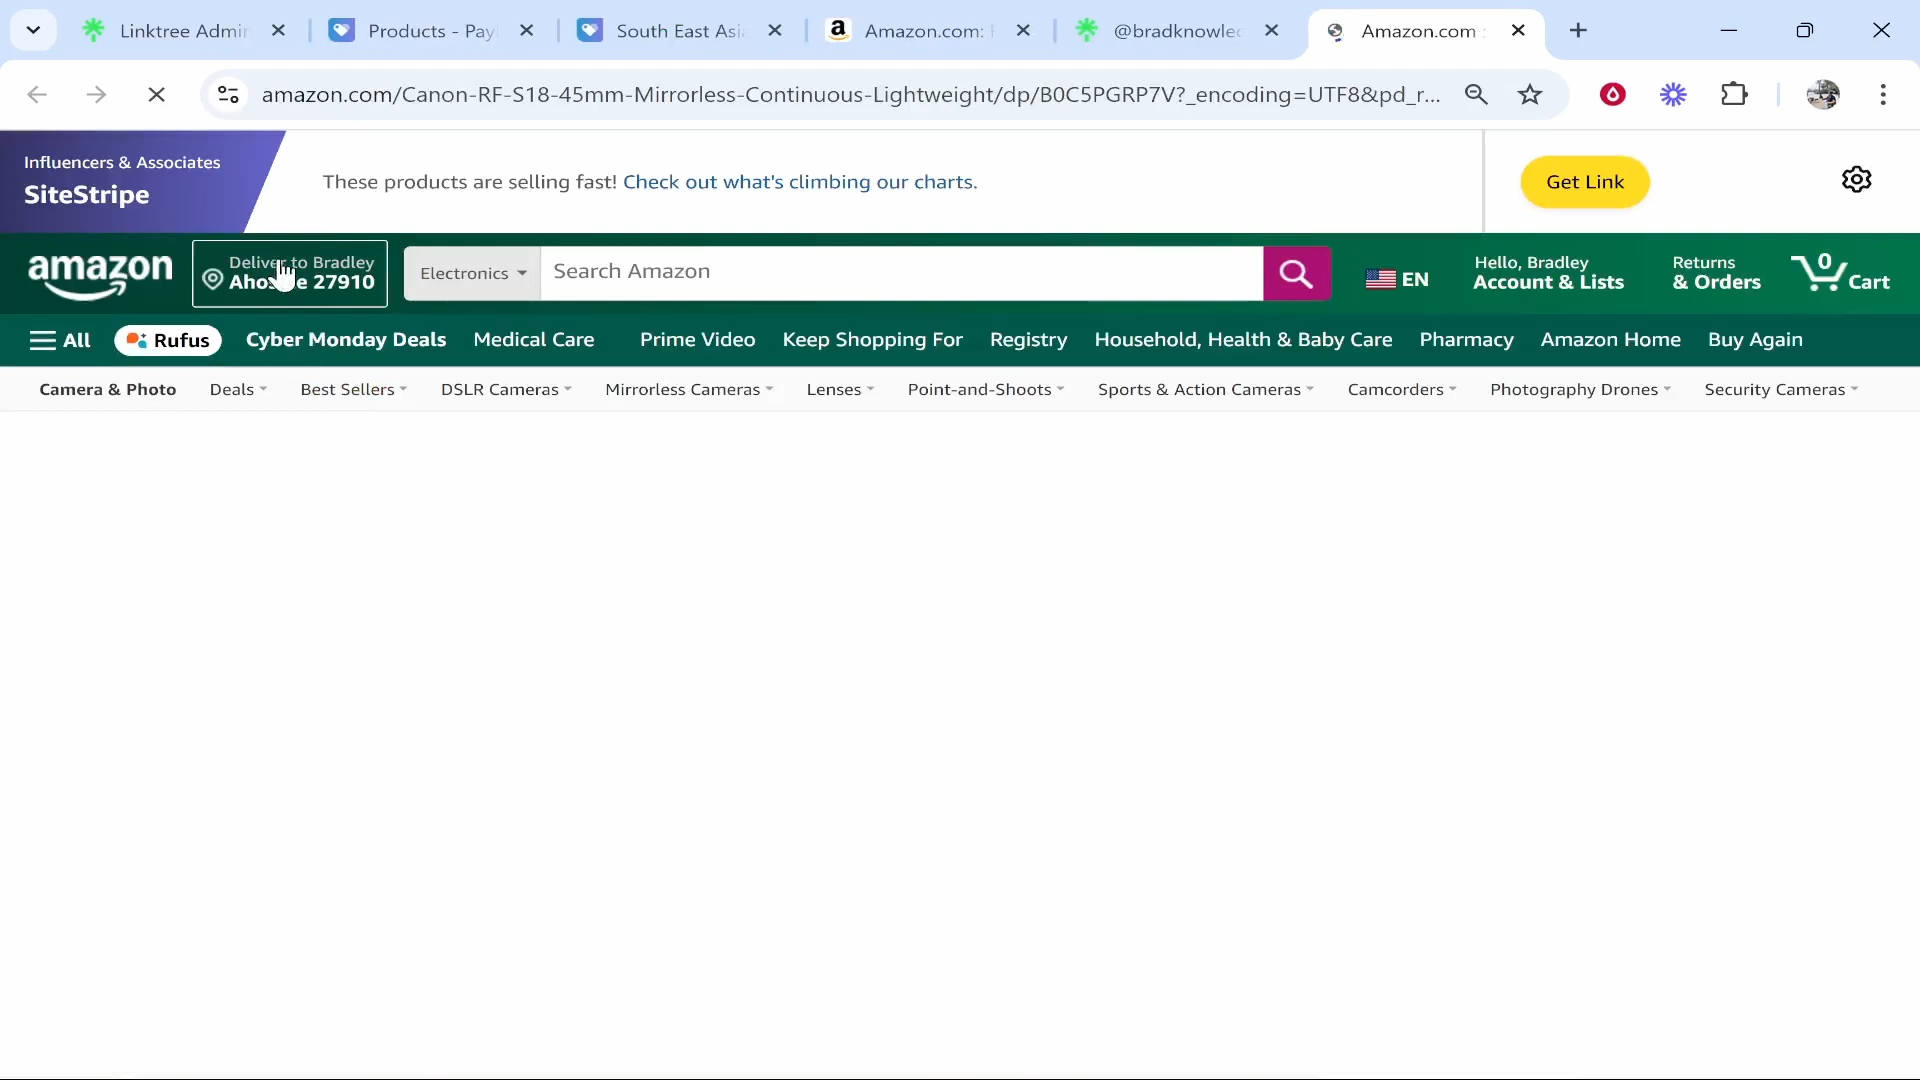 Linktree Admi
Products - Pay
South East Asi
Amazon.com:
@bradknowle
Amazon.com :
amazon.com/Canon-RF-S18-45mm-Mirrorless-Continuous-Lightweight/dp/B0C5PGRP7V?_encoding=UTF8&pd_r...
Influencers & Associates
SiteStripe
These products are selling fast! Check out what's climbing our charts.
Get Link
amazon
Deliver to Bradley
27910
Electronics
Search Amazon
EN
Hello, Bradley
Account & Lists
Returns
& Orders
0
Cart
All
Rufus
Cyber Monday Deals
Medical Care
Prime Video
Keep Shopping For
Registry
Household, Health & Baby Care
Pharmacy
Amazon Home
Buy Again
Camera & Photo
Deals
Best Sellers
DSLR Cameras
Mirrorless Cameras
Lenses
Point-and-Shoots
Sports & Action Cameras
Camcorders
Photography Drones
Security Cameras